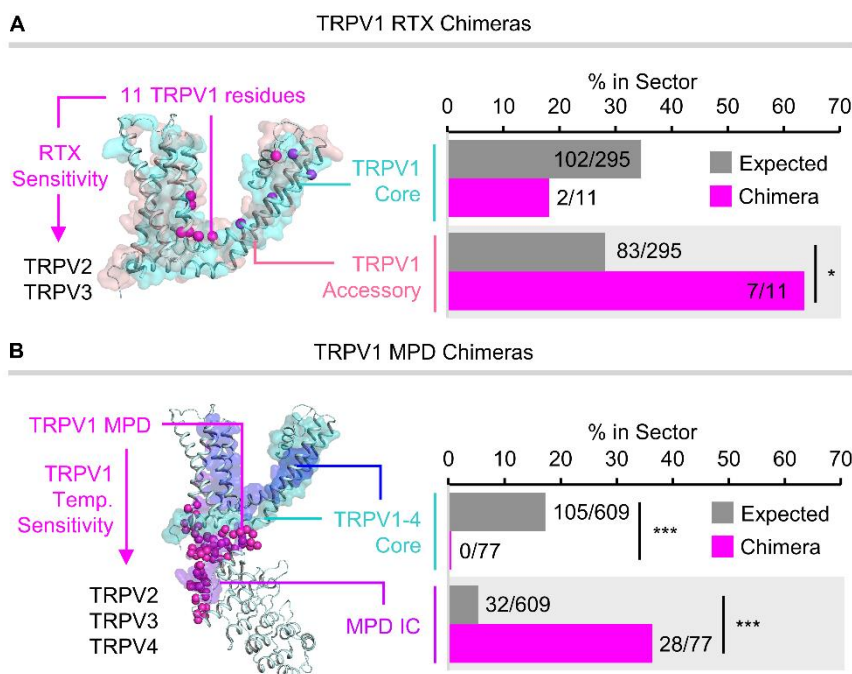 A
TRPV1 RTX Chimeras
11 TRPV1 residues
RTX
Sensitivity
TRPV2
TRPV3
TRPV1
Core
TRPV1
Accessory
% in Sector
0 10 20 30 40 50 60 70
102/295
2/11
Expected
Chimera
83/295
7/11
*
B
TRPV1 MPD Chimeras
TRPV1 MPD
TRPV1
Temp.
Sensitivity
TRPV2
TRPV3
TRPV4
TRPV1-4
Core
MPD IC
% in Sector
0 10 20 30 40 50 60 70
105/609
0/77
***
Expected
Chimera
32/609
28/77
***